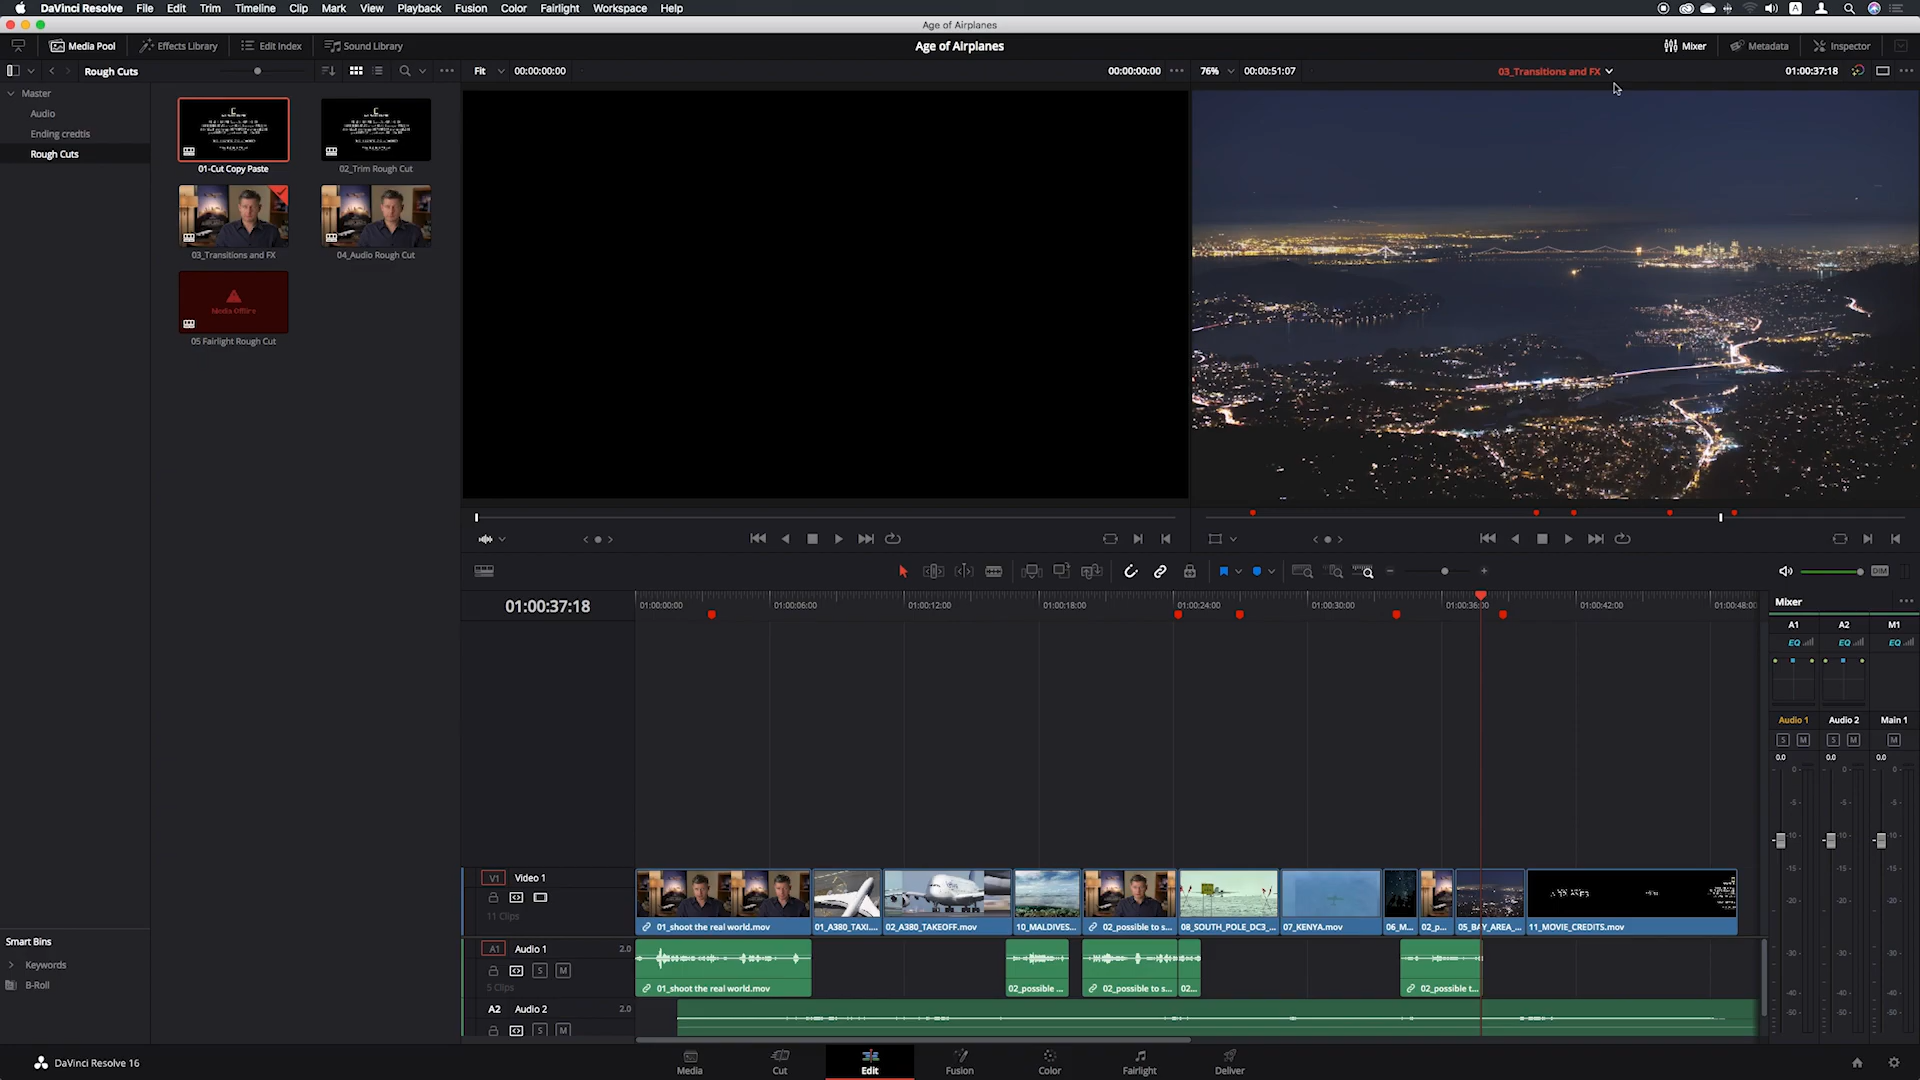 DaVinci Resolve File Edit Trim Timeline Clip Mark View Playback Fusion Color Fairlight Workspace Help
Age of Airplanes
Media Pool Effects Library Edit Index Sound Library
Age of Airplanes
Mixer Metadata Inspector
Rough Cuts
Fit 00:00:00:00
00:00:00:00
76% 00:00:51:07
03_Transitions and FX
01:00:37:18
Master
Audio
Ending credtis
Rough Cuts
01-Cut Copy Paste
02_Trim Rough Cut
03_Transitions and FX
04_Audio Rough Cut
Media Offline
05 Fairlight Rough Cut
DIM
01:00:37:18
01:00:00:00 01:00:06:00 01:00:12:00 01:00:18:00 01:00:24:00 01:00:30:00 01:00:36:00 01:00:42:00 01:00:48:00
Mixer
A1 A2 M1
EQ EQ EQ
Audio 1 Audio 2 Main 1
S M S M M
0.0 0.0 0.0
V1 Video 1
11 Clips
01_shoot the real world.mov
01_A380_TAXI....
02_A380_TAKEOFF.mov
10_MALDIVES...
02_possible to s...
08_SOUTH_POLE_DC3_...
07_KENYA.mov
06_M...
02_p...
05_BAY_AREA_...
11_MOVIE_CREDITS.mov
A1 Audio 1 2.0
S M
5 Clips
01_shoot the real world.mov
02_possible ...
02_possible to s...
02...
02_possible t...
A2 Audio 2 2.0
S M
Smart Bins
Keywords
B-Roll
DaVinci Resolve 16
Media Cut Edit Fusion Color Fairlight Deliver